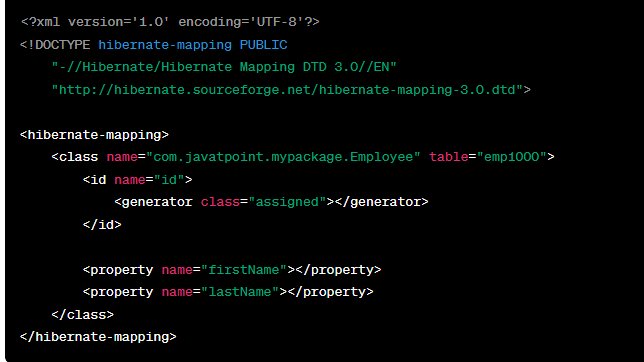 <?xml version='1.0' encoding='UTF-8'?>
<!DOCTYPE hibernate-mapping PUBLIC
    "-//Hibernate/Hibernate Mapping DTD 3.0//EN"
    "http://hibernate.sourceforge.net/hibernate-mapping-3.0.dtd">

<hibernate-mapping>
    <class name="com.javatpoint.mypackage.Employee" table="emp1000">
        <id name="id">
            <generator class="assigned"></generator>
        </id>

        <property name="firstName"></property>
        <property name="lastName"></property>
    </class>
</hibernate-mapping>